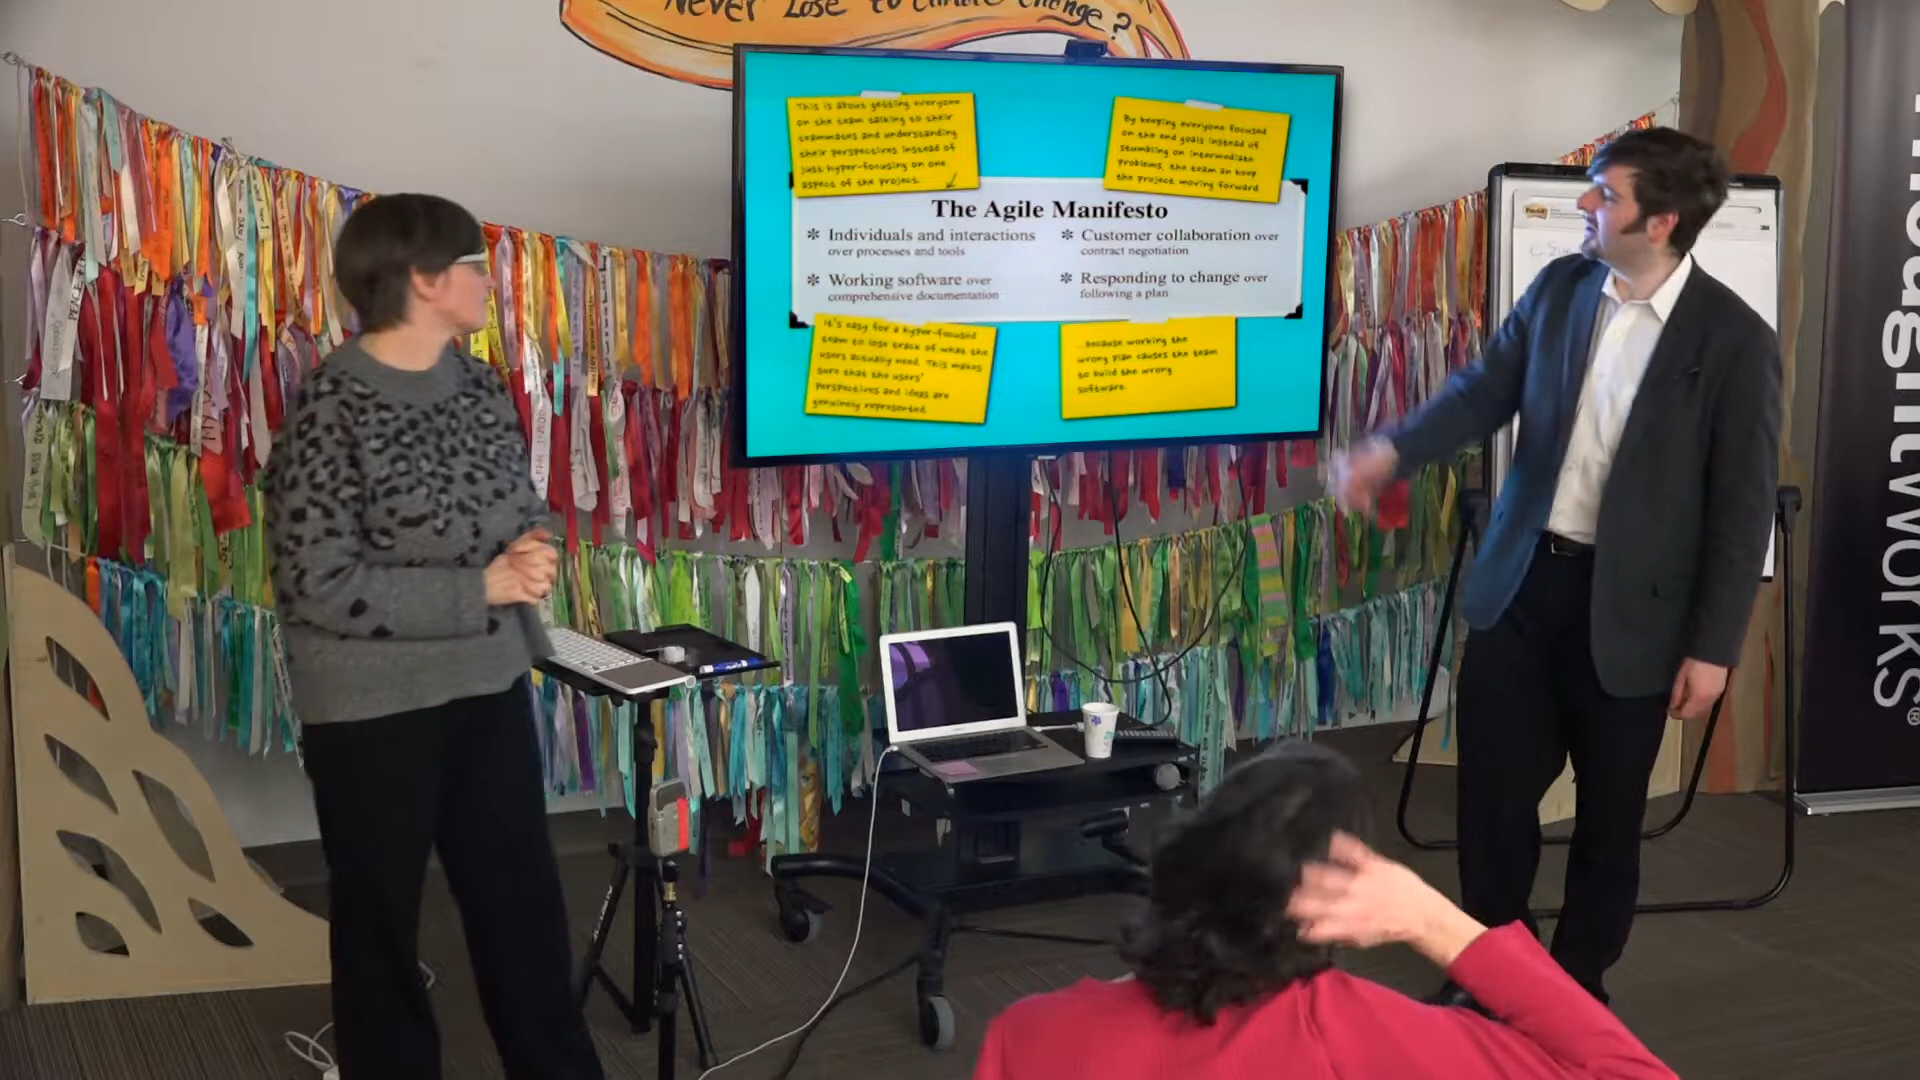 Never Lose to Climate Change?
This is about getting everyone
on the team talking to their
teammates and understanding
their perspectives instead of
just hyper-focusing on one
aspect of the project.
By keeping everyone focused
on the end goals instead of
stumbling on intermediate
problems, the team an keep
the project moving forward
The Agile Manifesto
✻ Individuals and interactions
over processes and tools
✻ Working software over
comprehensive documentation
✻ Customer collaboration over
contract negotiation
✻ Responding to change over
following a plan
It's easy for a hyper-focused
team to lose track of what the
users actually need. This makes
sure that the users'
perspectives and ideas are
genuinely represented
...because working the
wrong plan causes the team
to build the wrong
software.
PEACE
ThoughtWorks®